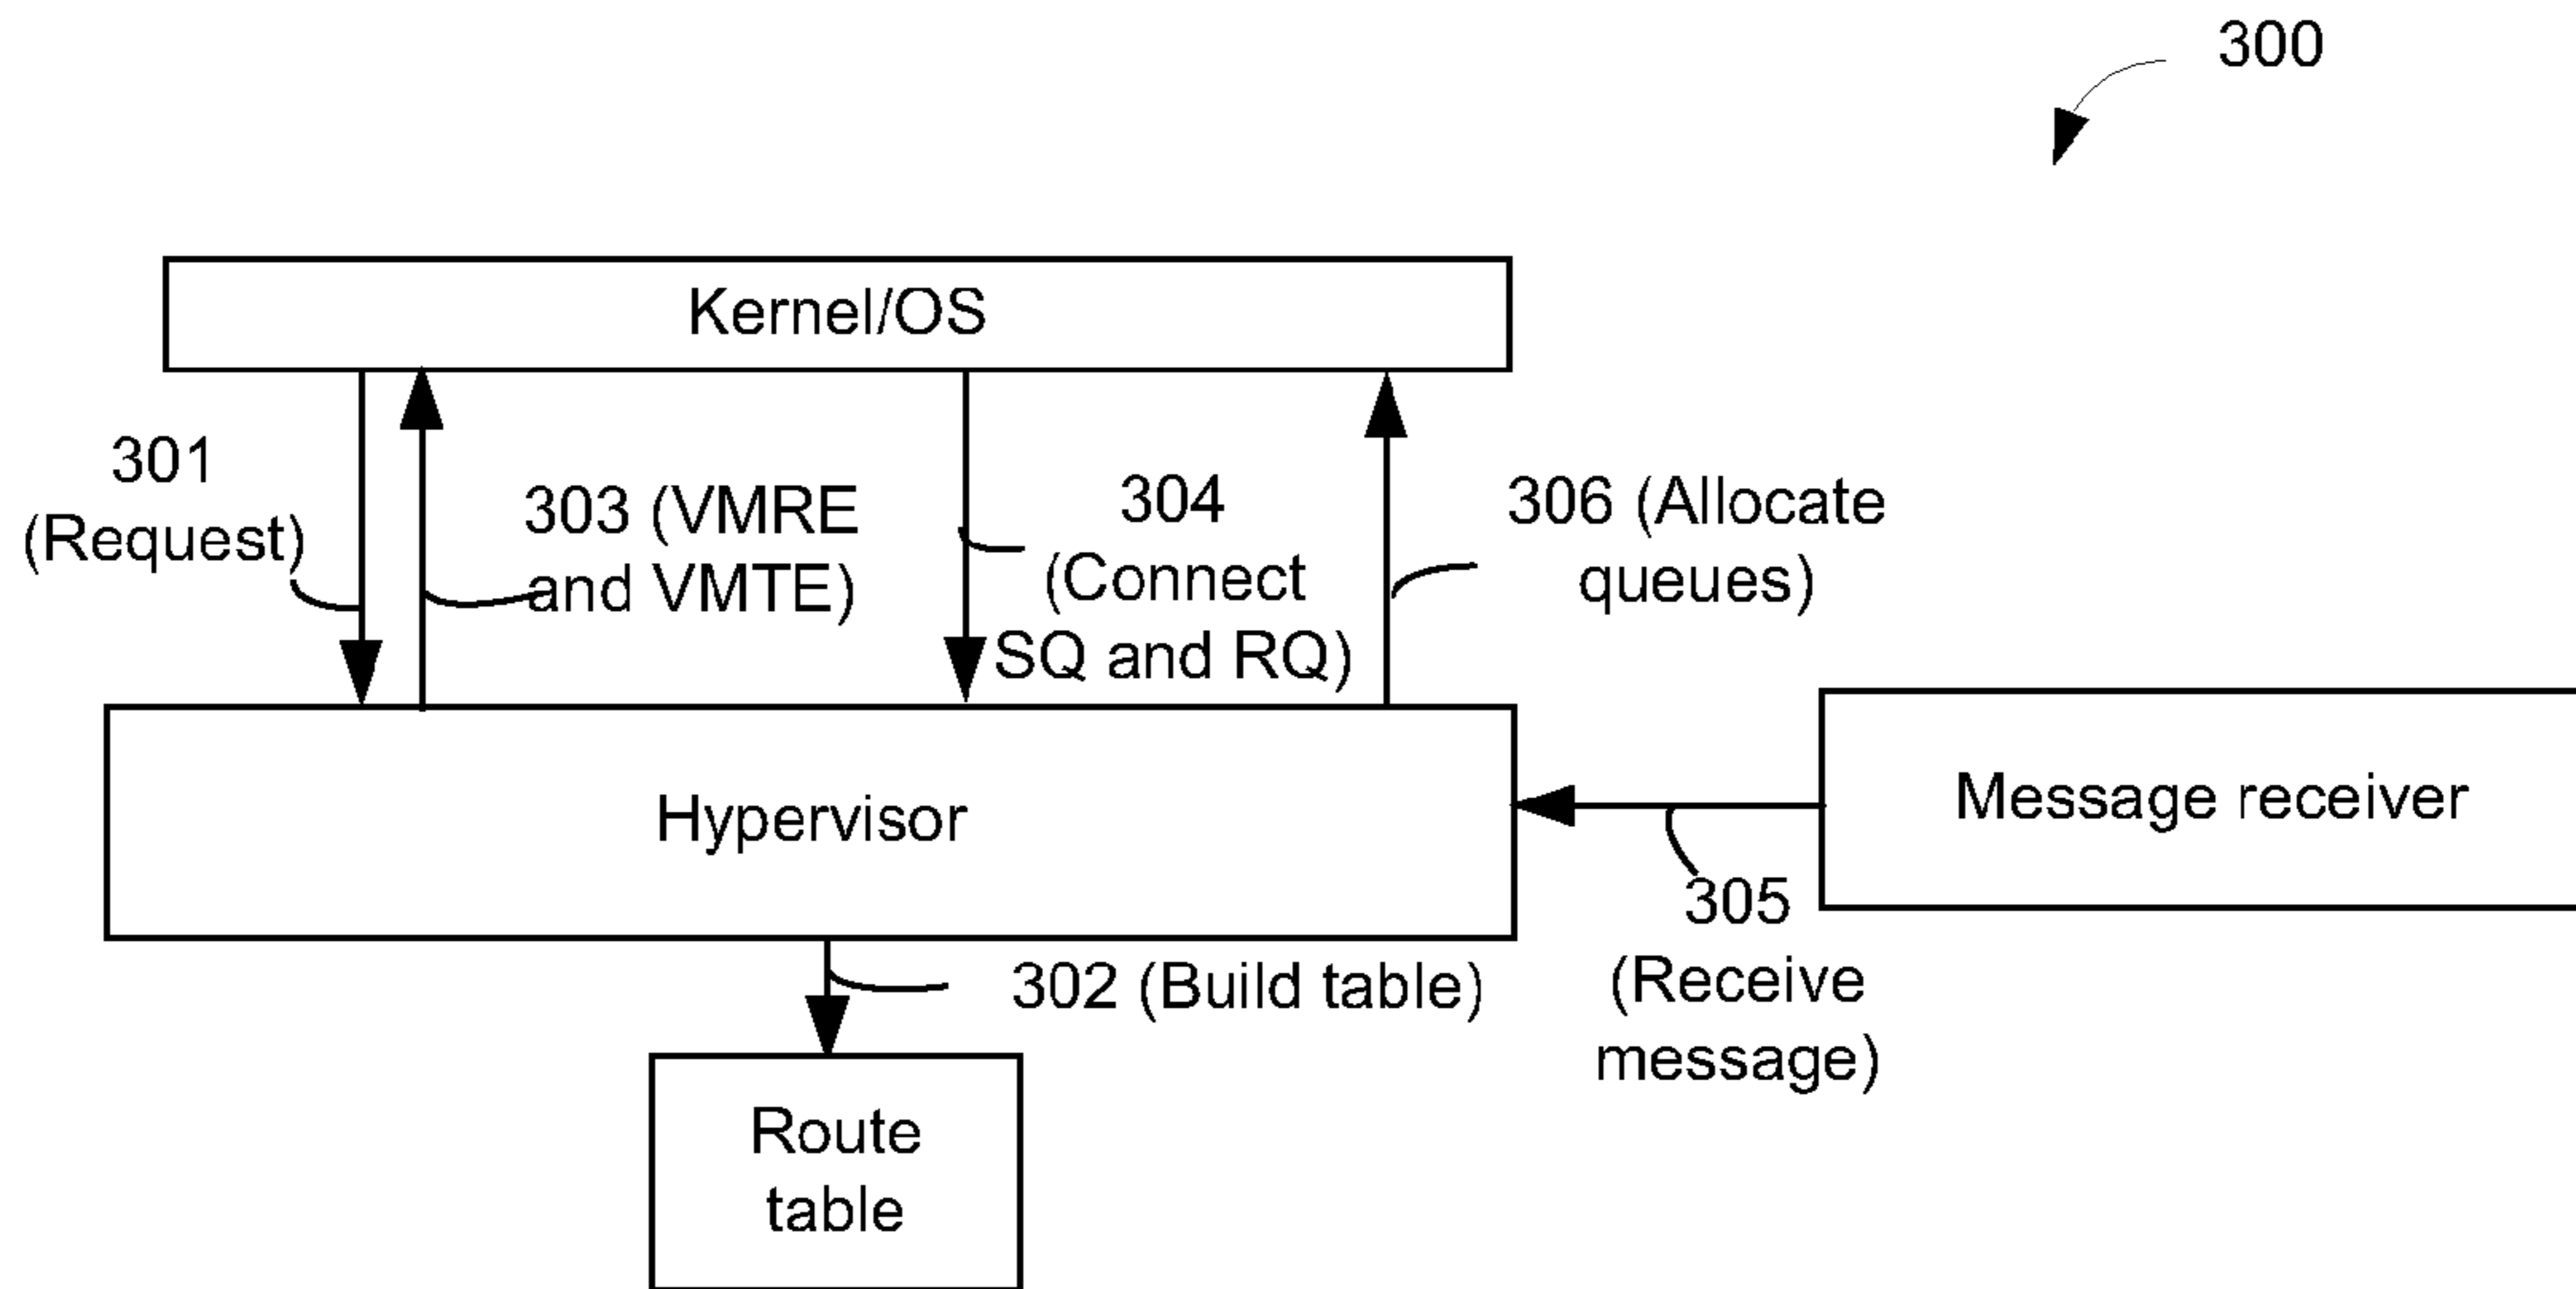 300
Kernel/OS
301
(Request)
303 (VMRE
and VMTE)
304
(Connect
SQ and RQ)
306 (Allocate
queues)
Hypervisor
Message receiver
305
(Receive
message)
302 (Build table)
Route
table